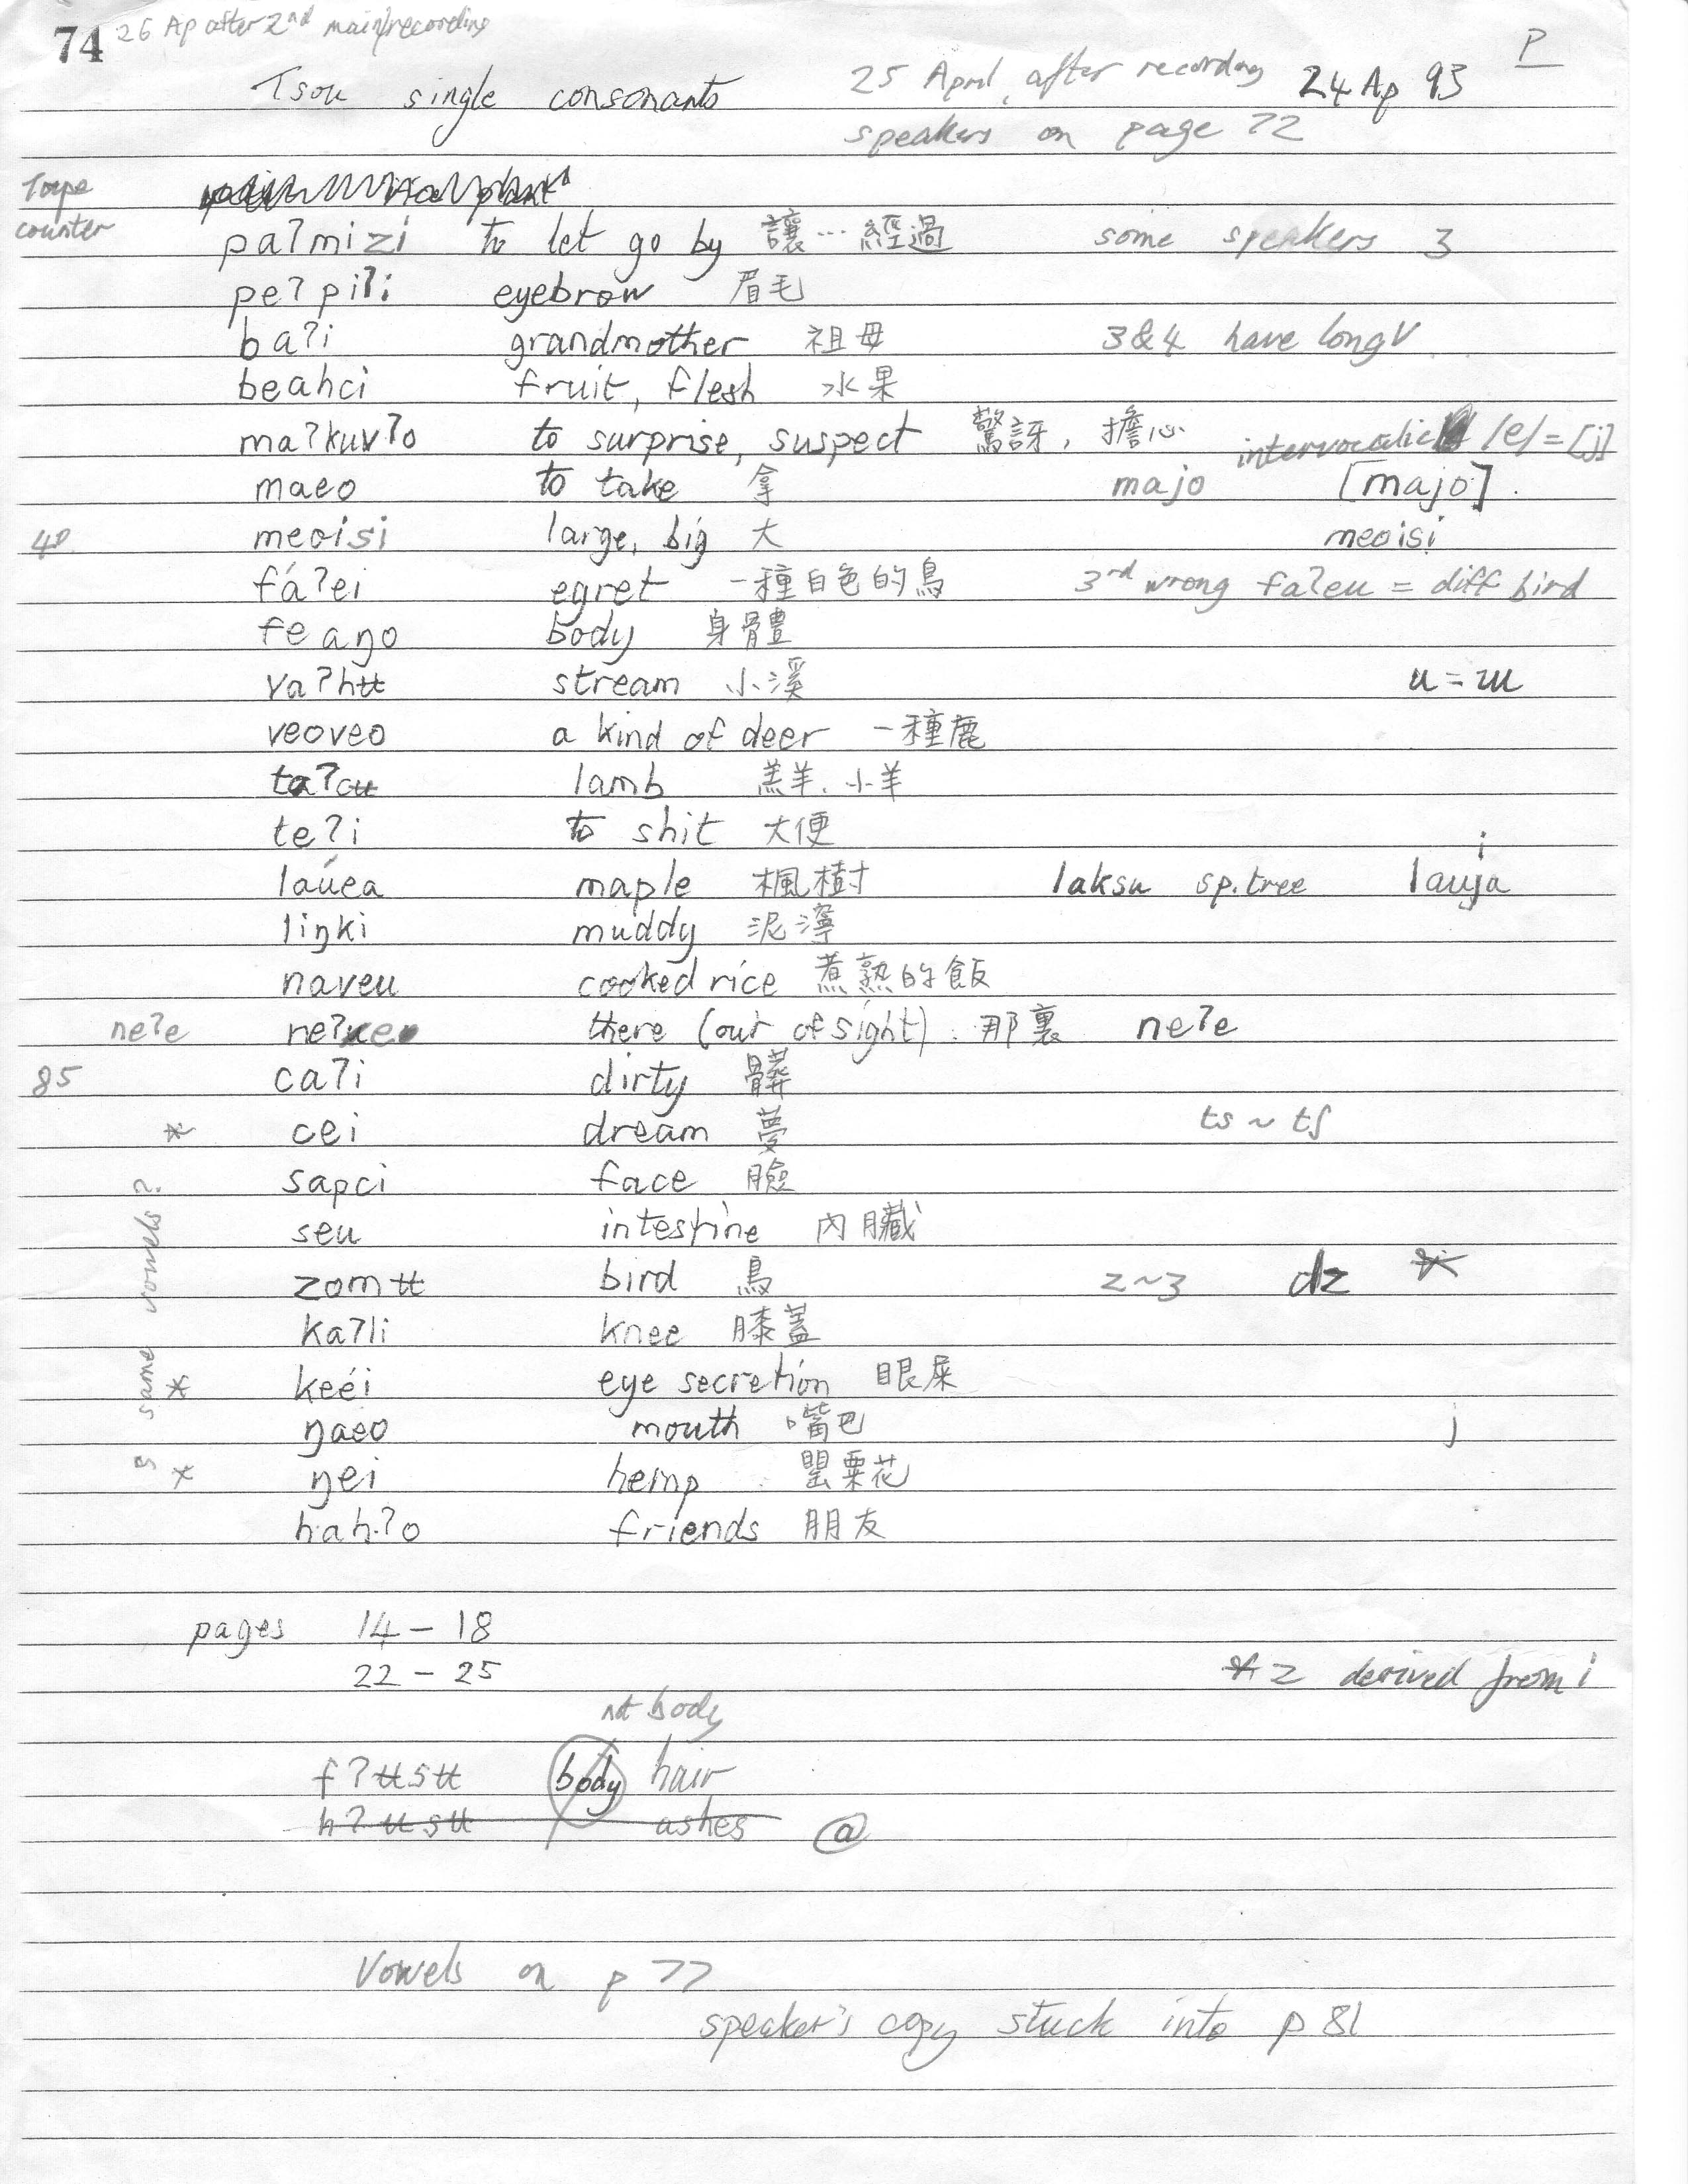 74 26 Ap after 2nd main recording
P
Tsou single consonants 25 April, after recording 24 Ap 93
speakers on page 72
Tape counter
paʔmizi to let go by 讓…經過 some speakers ʒ
peʔpiʔi eyebrow 眉毛
baʔi grandmother 祖母 3&4 have long V
beahci fruit, flesh 水果
maʔkuvʔo to surprise, suspect 驚訝,擔心 intervocalic /e/=[j]
maeo to take 拿 majo [majo].
40 meoisi large, big 大 meoisi
fáʔei egret 一種白色的鳥 3rd wrong faʔeu = diff bird
feaŋo body 身體
vaʔhʉ stream 小溪 u = ɯ
veoveo a kind of deer 一種鹿
taʔcʉ lamb 羔羊.小羊
teʔi to shit 大便
laúea maple 楓樹 laksu sp. tree lauja i
liŋki muddy 泥濘
naveu cooked rice 煮熟的飯
neʔe there (out of sight). 那裏 neʔe
85 caʔi dirty 髒
* cei dream 夢 ts ~ tʃ
sapci face 臉
seu intestine 內臟
zomʉ bird 鳥 z~ʒ dz *
kaʔli knee 膝蓋
* keéi eye secretion 眼屎
ŋaeo mouth 嘴巴 j
* ŋei hemp 罌粟花
hahʔo friends 朋友
same vowels?
pages 14 – 18
22 – 25
* z derived from i
not body
fʔʉsʉ body hair
hʔʉsʉ ashes @
Vowels on p 77
speaker's copy stuck into p 81